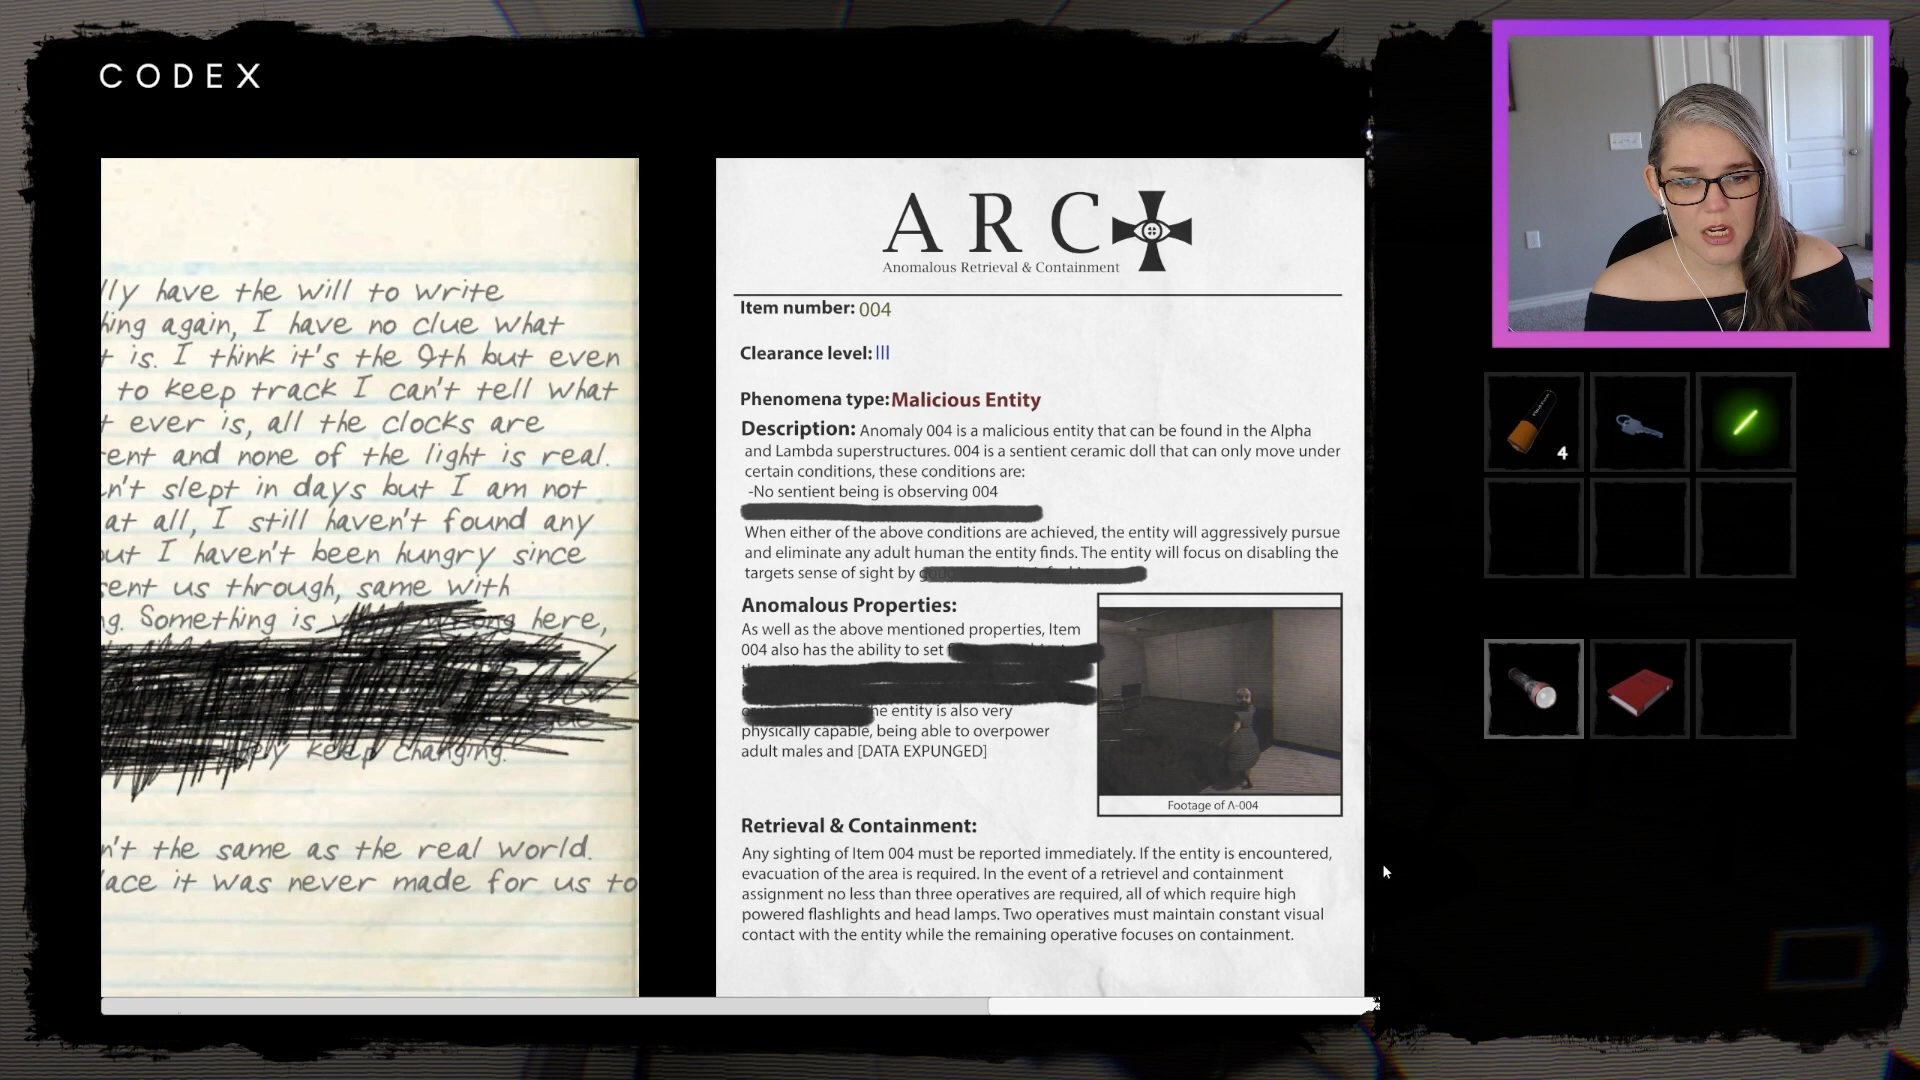 CODEX
lly have the will to write
hing again, I have no clue what
t is. I think it's the 9th but even
to keep track I can't tell what
t ever is, all the clocks are
rent and none of the light is real.
n't slept in days but I am not
at all, I still haven't found any
but I haven't been hungry since
sent us through, same with
ng. Something is very wrong here,
keep changing.
n't the same as the real world.
lace it was never made for us to
ARC
Anomalous Retrieval & Containment
Item number: 004
Clearance level: III
Phenomena type: Malicious Entity
Description: Anomaly 004 is a malicious entity that can be found in the Alpha
and Lambda superstructures. 004 is a sentient ceramic doll that can only move under
certain conditions, these conditions are:
-No sentient being is observing 004
When either of the above conditions are achieved, the entity will aggressively pursue
and eliminate any adult human the entity finds. The entity will focus on disabling the
targets sense of sight by
Anomalous Properties:
As well as the above mentioned properties, Item
004 also has the ability to set
the entity is also very
physically capable, being able to overpower
adult males and [DATA EXPUNGED]
Footage of Λ-004
Retrieval & Containment:
Any sighting of Item 004 must be reported immediately. If the entity is encountered,
evacuation of the area is required. In the event of a retrievel and containment
assignment no less than three operatives are required, all of which require high
powered flashlights and head lamps. Two operatives must maintain constant visual
contact with the entity while the remaining operative focuses on containment.
4